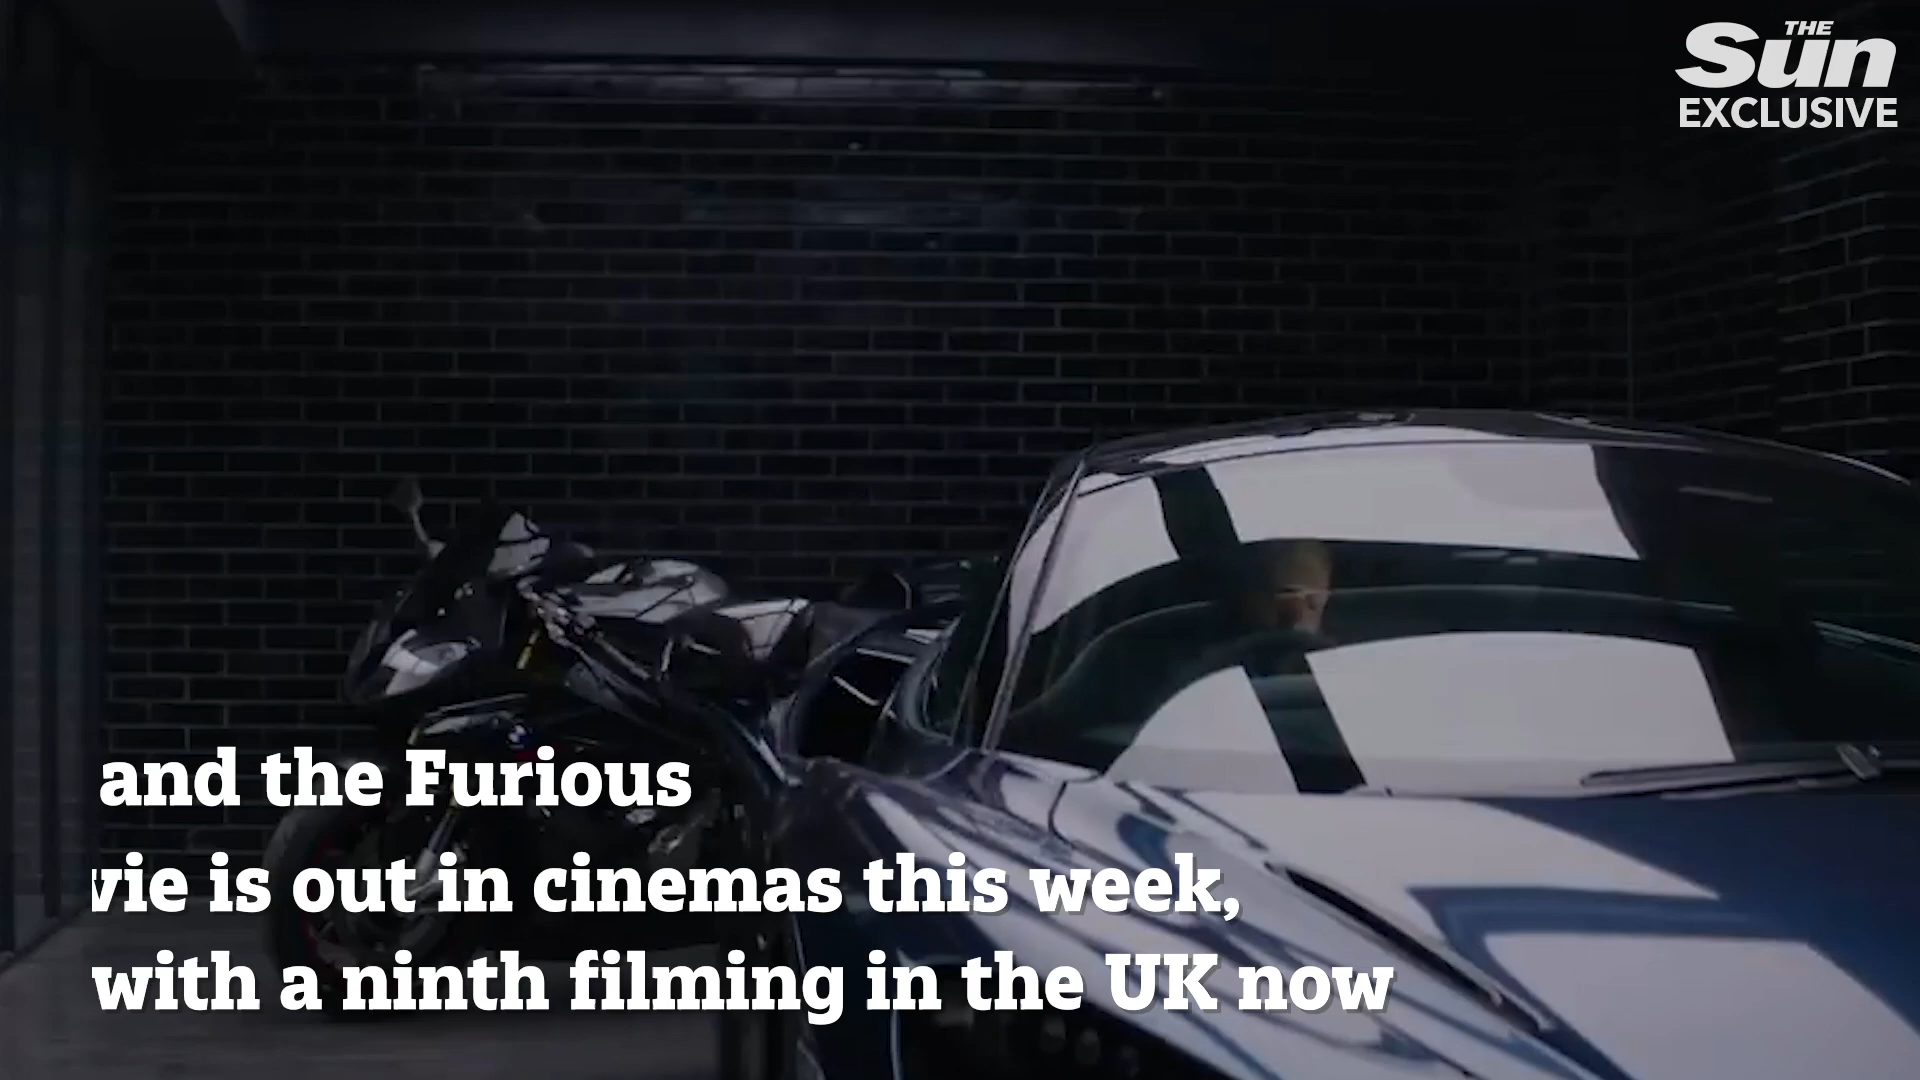 THE
Sun
EXCLUSIVE
and the Furious
vie is out in cinemas this week,
with a ninth filming in the UK now